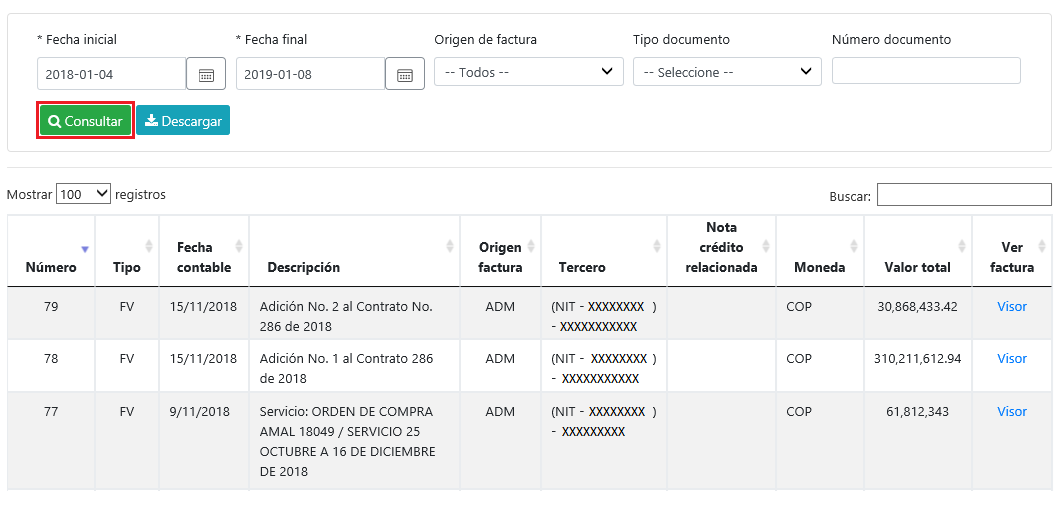 * Fecha inicial * Fecha final Origen de factura Tipo documento Número documento
2018-01-04 2019-01-08 -- Todos -- -- Seleccione --
Consultar Descargar
Mostrar 100 registros Buscar:
Número Tipo Fecha contable Descripción Origen factura Tercero Nota crédito relacionada Moneda Valor total Ver factura
79 FV 15/11/2018 Adición No. 2 al Contrato No. ADM (NIT - XXXXXXXX ) COP 30,868,433.42 Visor
286 de 2018 - XXXXXXXXXXX
78 FV 15/11/2018 Adición No. 1 al Contrato 286 ADM (NIT - XXXXXXXX ) COP 310,211,612.94 Visor
de 2018 - XXXXXXXXXXX
77 FV 9/11/2018 Servicio: ORDEN DE COMPRA ADM (NIT - XXXXXXXX ) COP 61,812,343 Visor
AMAL 18049 / SERVICIO 25 - XXXXXXXXX
OCTUBRE A 16 DE DICIEMBRE
DE 2018